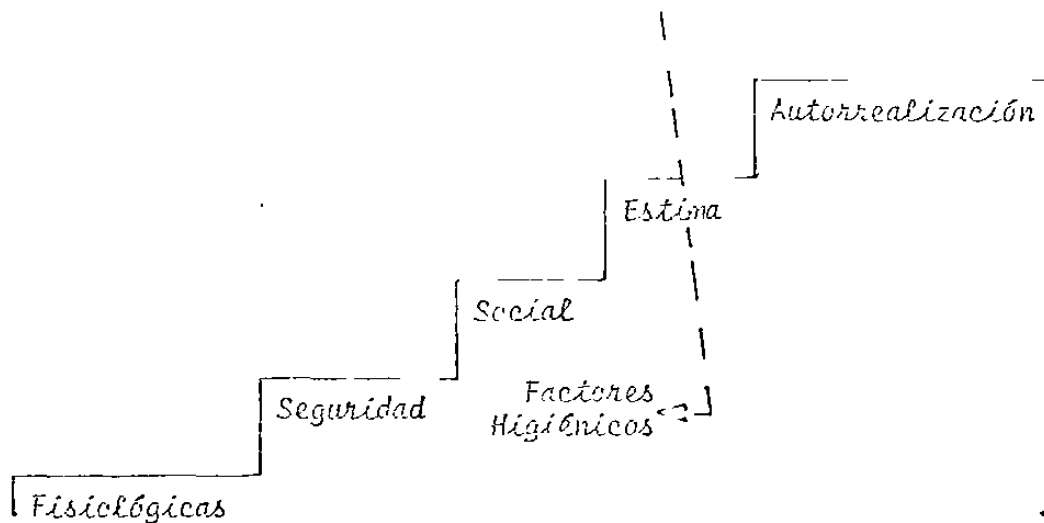 Autorrealización
Estima
Social
Factores
Higiénicos
Seguridad
Fisiológicas